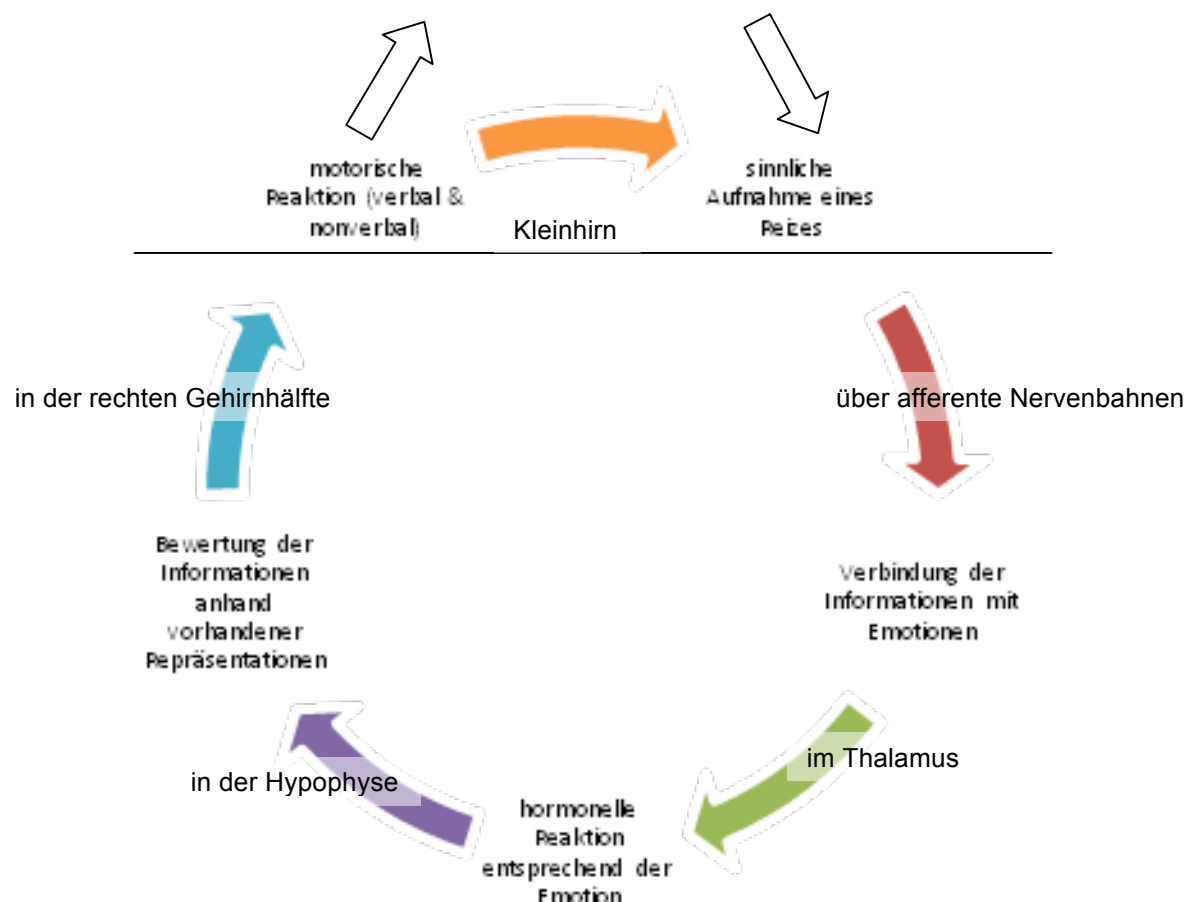 motorische
Reaktion (verbal &
nonverbal)
Kleinhirn
sinnliche
Aufnahme eines
Reizes
in der rechten Gehirnhälfte
über afferente Nervenbahnen
Bewertung der
Informationen
anhand
vorhandener
Repräsentationen
Verbindung der
Informationen mit
Emotionen
in der Hypophyse
im Thalamus
hormonelle
Reaktion
entsprechend der
Emotion